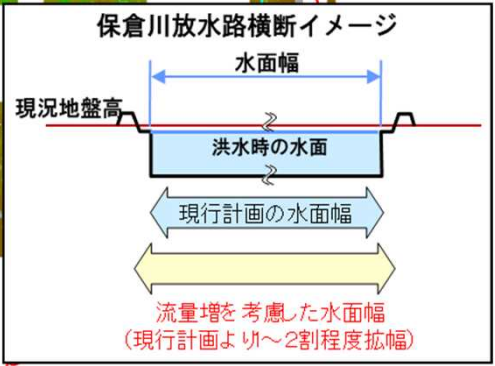 保倉川放水路横断イメージ
水面幅
現況地盤高
洪水時の水面
現行計画の水面幅
流量増を考慮した水面幅
(現行計画より1~2割程度拡幅)